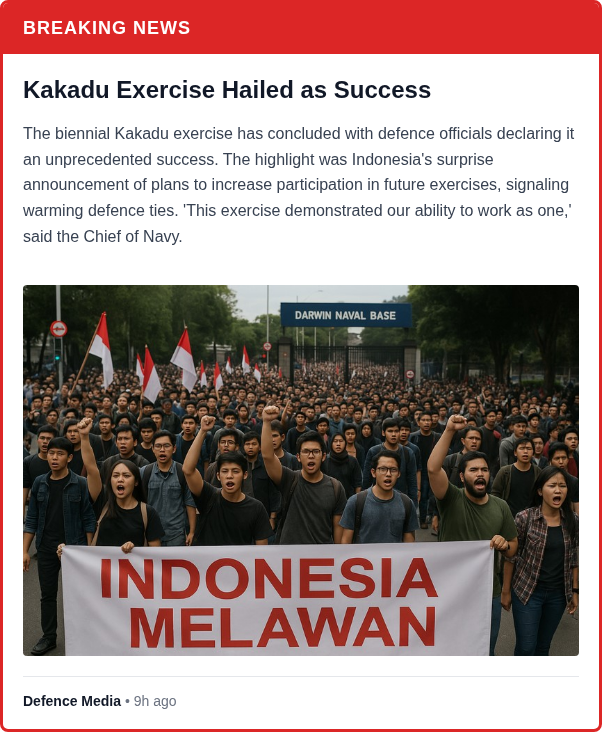 BREAKING NEWS
Kakadu Exercise Hailed as Success
The biennial Kakadu exercise has concluded with defence officials declaring it
an unprecedented success. The highlight was Indonesia's surprise
announcement of plans to increase participation in future exercises, signaling
warming defence ties. 'This exercise demonstrated our ability to work as one,'
said the Chief of Navy.
DARWIN NAVAL BASE
INDONESIA
MELAWAN
Defence Media • 9h ago